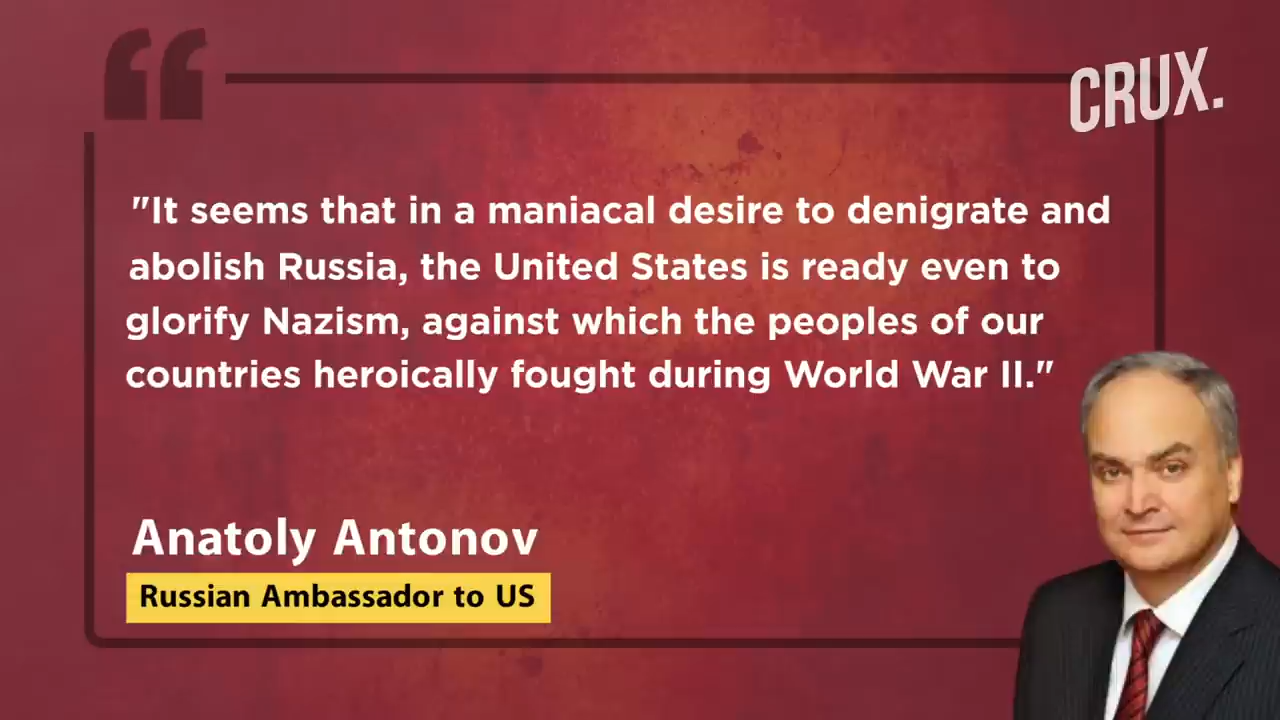 CRUX.
"It seems that in a maniacal desire to denigrate and
abolish Russia, the United States is ready even to
glorify Nazism, against which the peoples of our
countries heroically fought during World War II."
Anatoly Antonov
Russian Ambassador to US